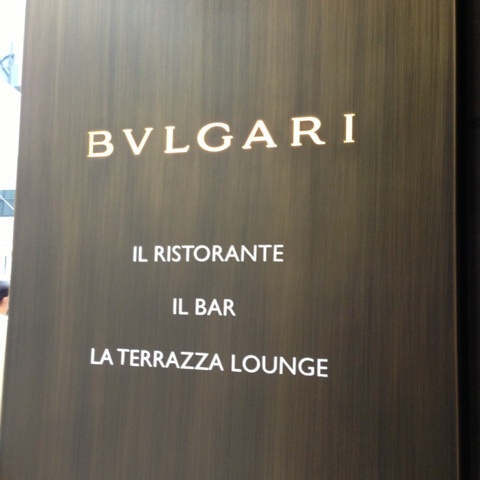 BVLGARI
IL RISTORANTE
IL BAR
LA TERRAZZA LOUNGE